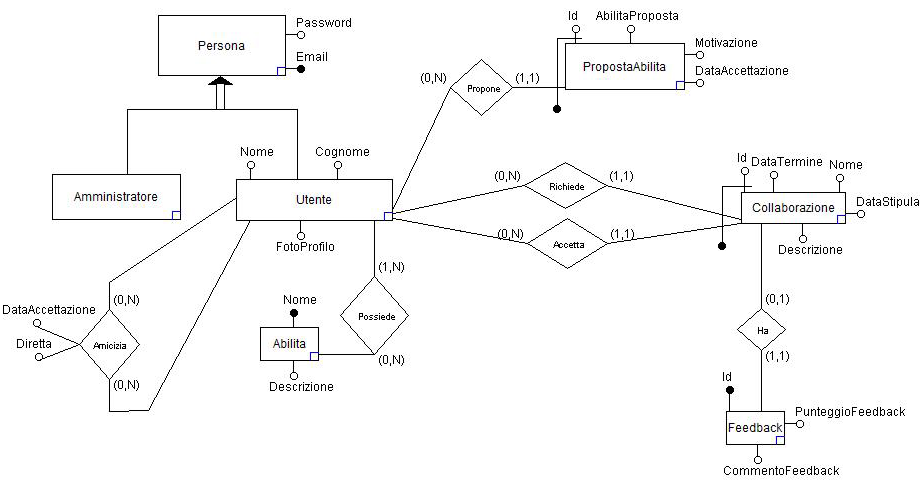 Password
Persona
Email
Id
AbilitaProposta
Motivazione
PropostaAbilita
DataAccettazione
(0,N)
Propone
(1,1)
Nome
Cognome
Amministratore
Utente
FotoProfilo
(0,N)
Richiede
(1,1)
(0,N)
Accetta
(1,1)
Id
DataTermine
Nome
Collaborazione
DataStipula
Descrizione
(1,N)
Possiede
(0,N)
Nome
Abilita
Descrizione
(0,N)
DataAccettazione
Diretta
Amicizia
(0,N)
(0,1)
Ha
(1,1)
Id
PunteggioFeedback
Feedback
CommentoFeedback